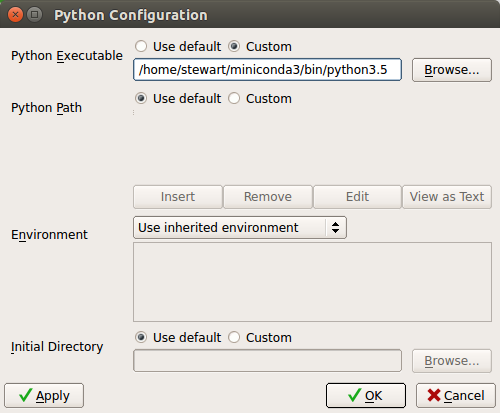 Python Configuration
Use default Custom
Python Executable
/home/stewart/miniconda3/bin/python3.5 Browse...
Python Path Use default Custom
Insert Remove Edit View as Text
Environment Use inherited environment
Use default Custom
Initial Directory
Browse...
Apply OK Cancel